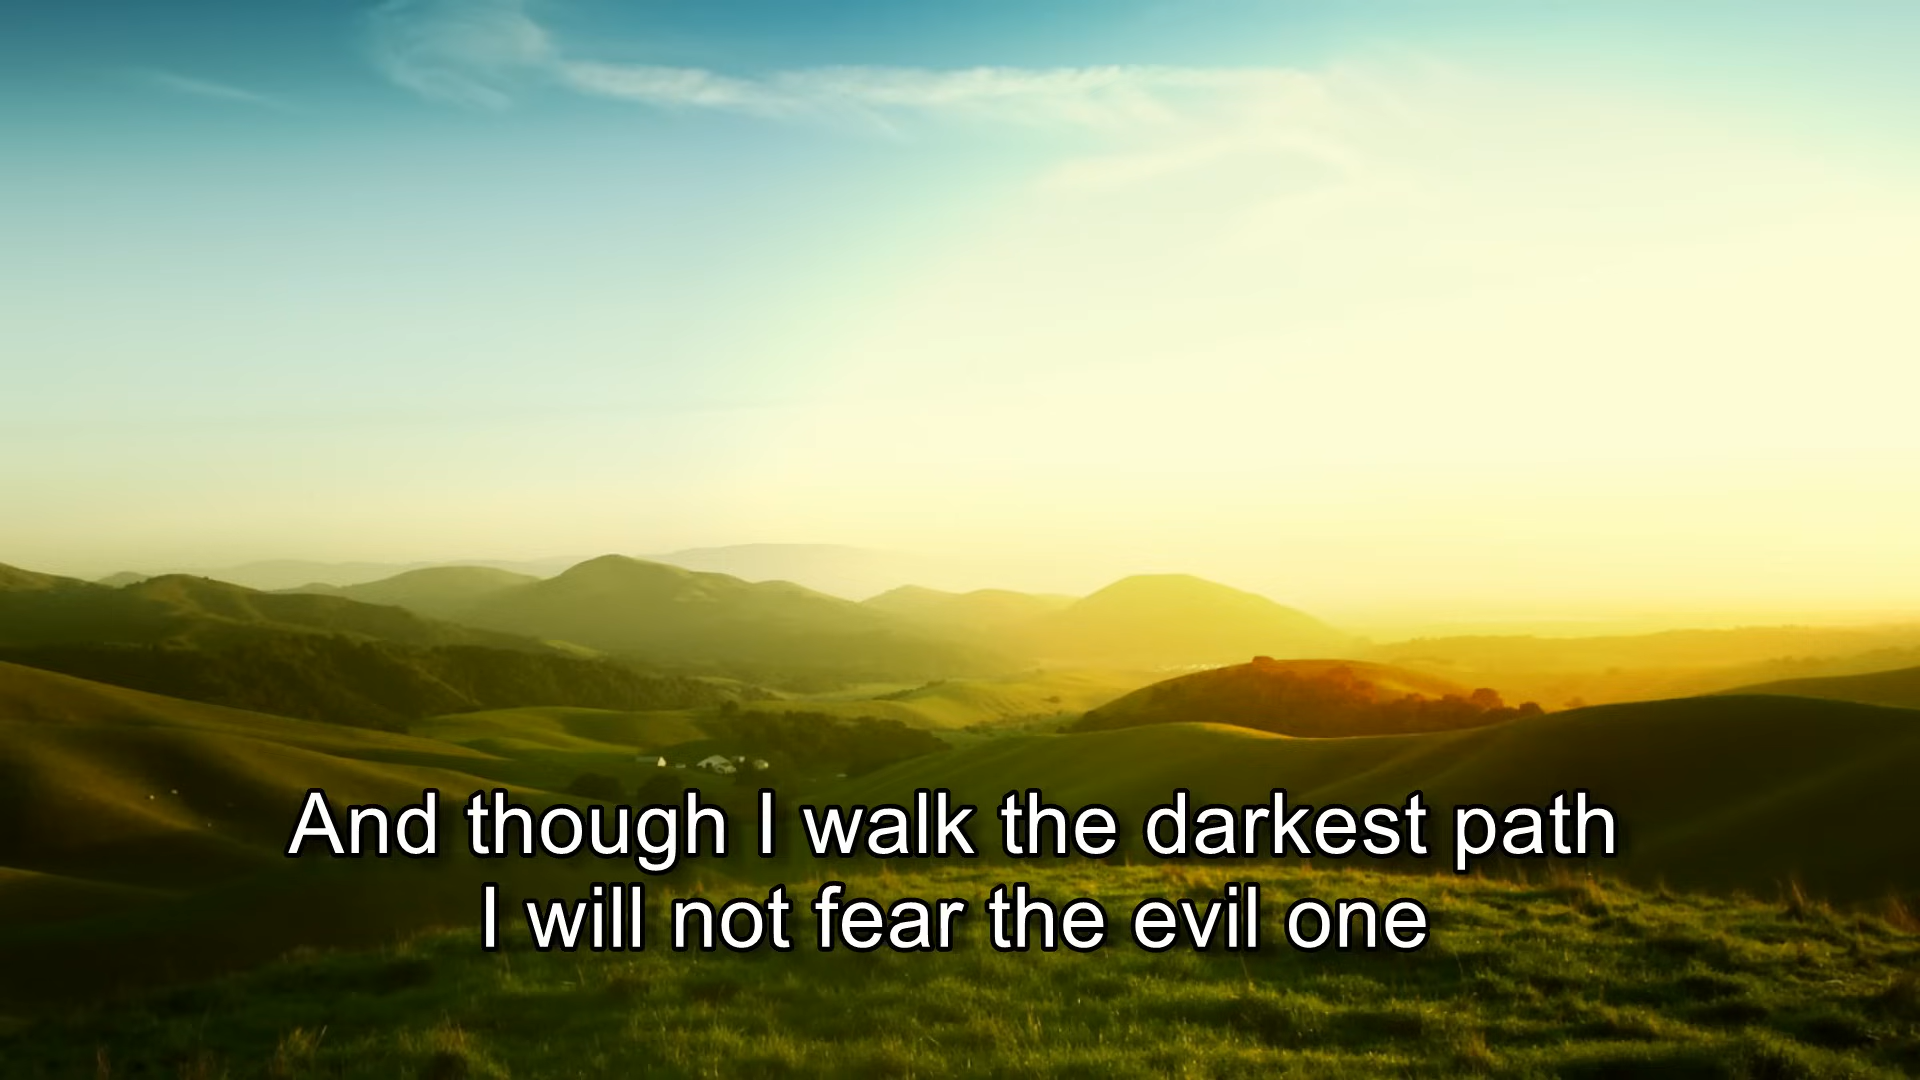 And though I walk the darkest path
I will not fear the evil one